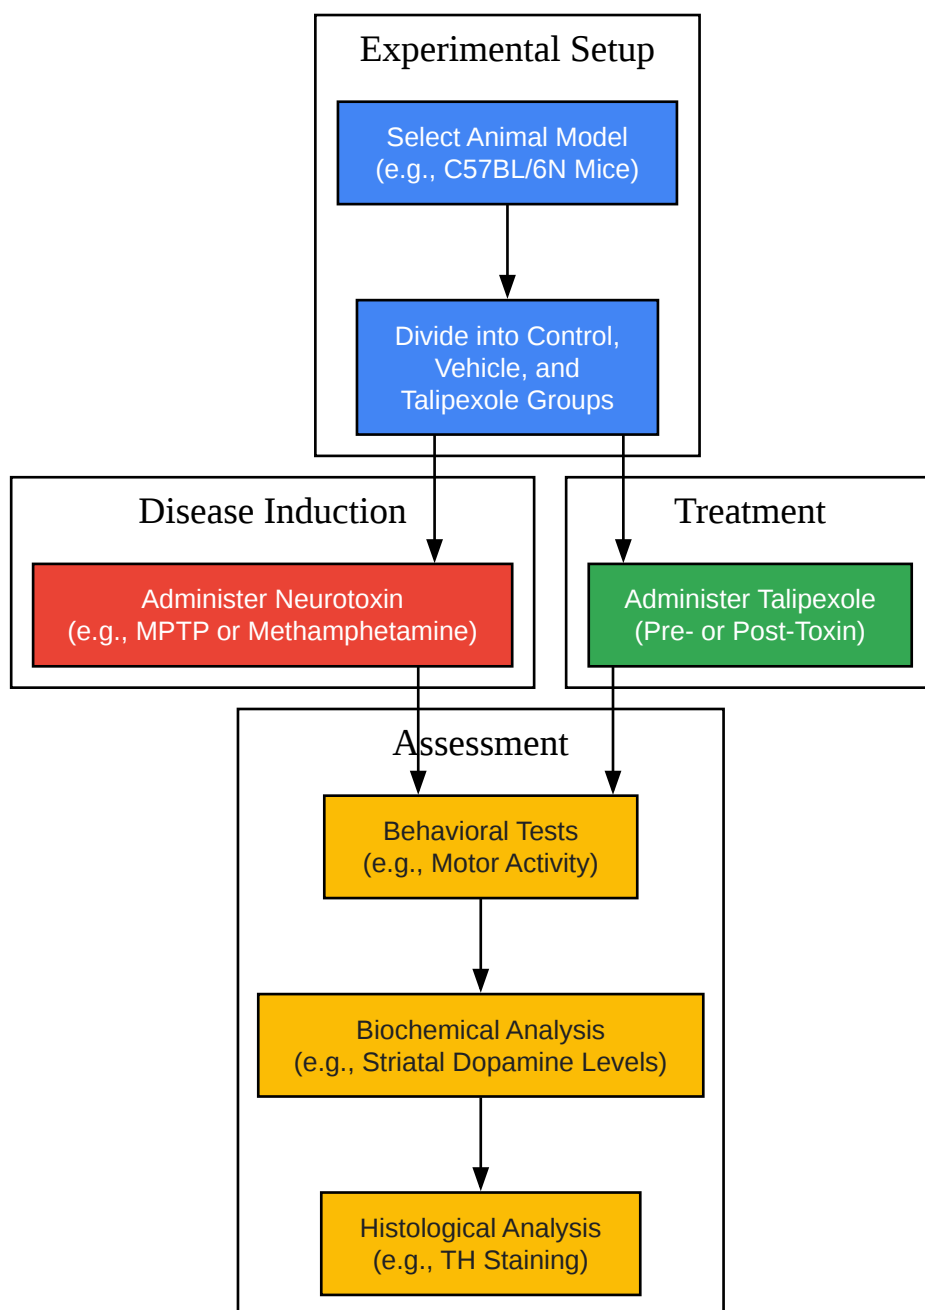 Experimental Setup
Select Animal Model
(e.g., C57BL/6N Mice)
Divide into Control,
Vehicle, and
Talipexole Groups
Disease Induction
Administer Neurotoxin
(e.g., MPTP or Methamphetamine)
Treatment
Administer Talipexole
(Pre- or Post-Toxin)
Assessment
Behavioral Tests
(e.g., Motor Activity)
Biochemical Analysis
(e.g., Striatal Dopamine Levels)
Histological Analysis
(e.g., TH Staining)